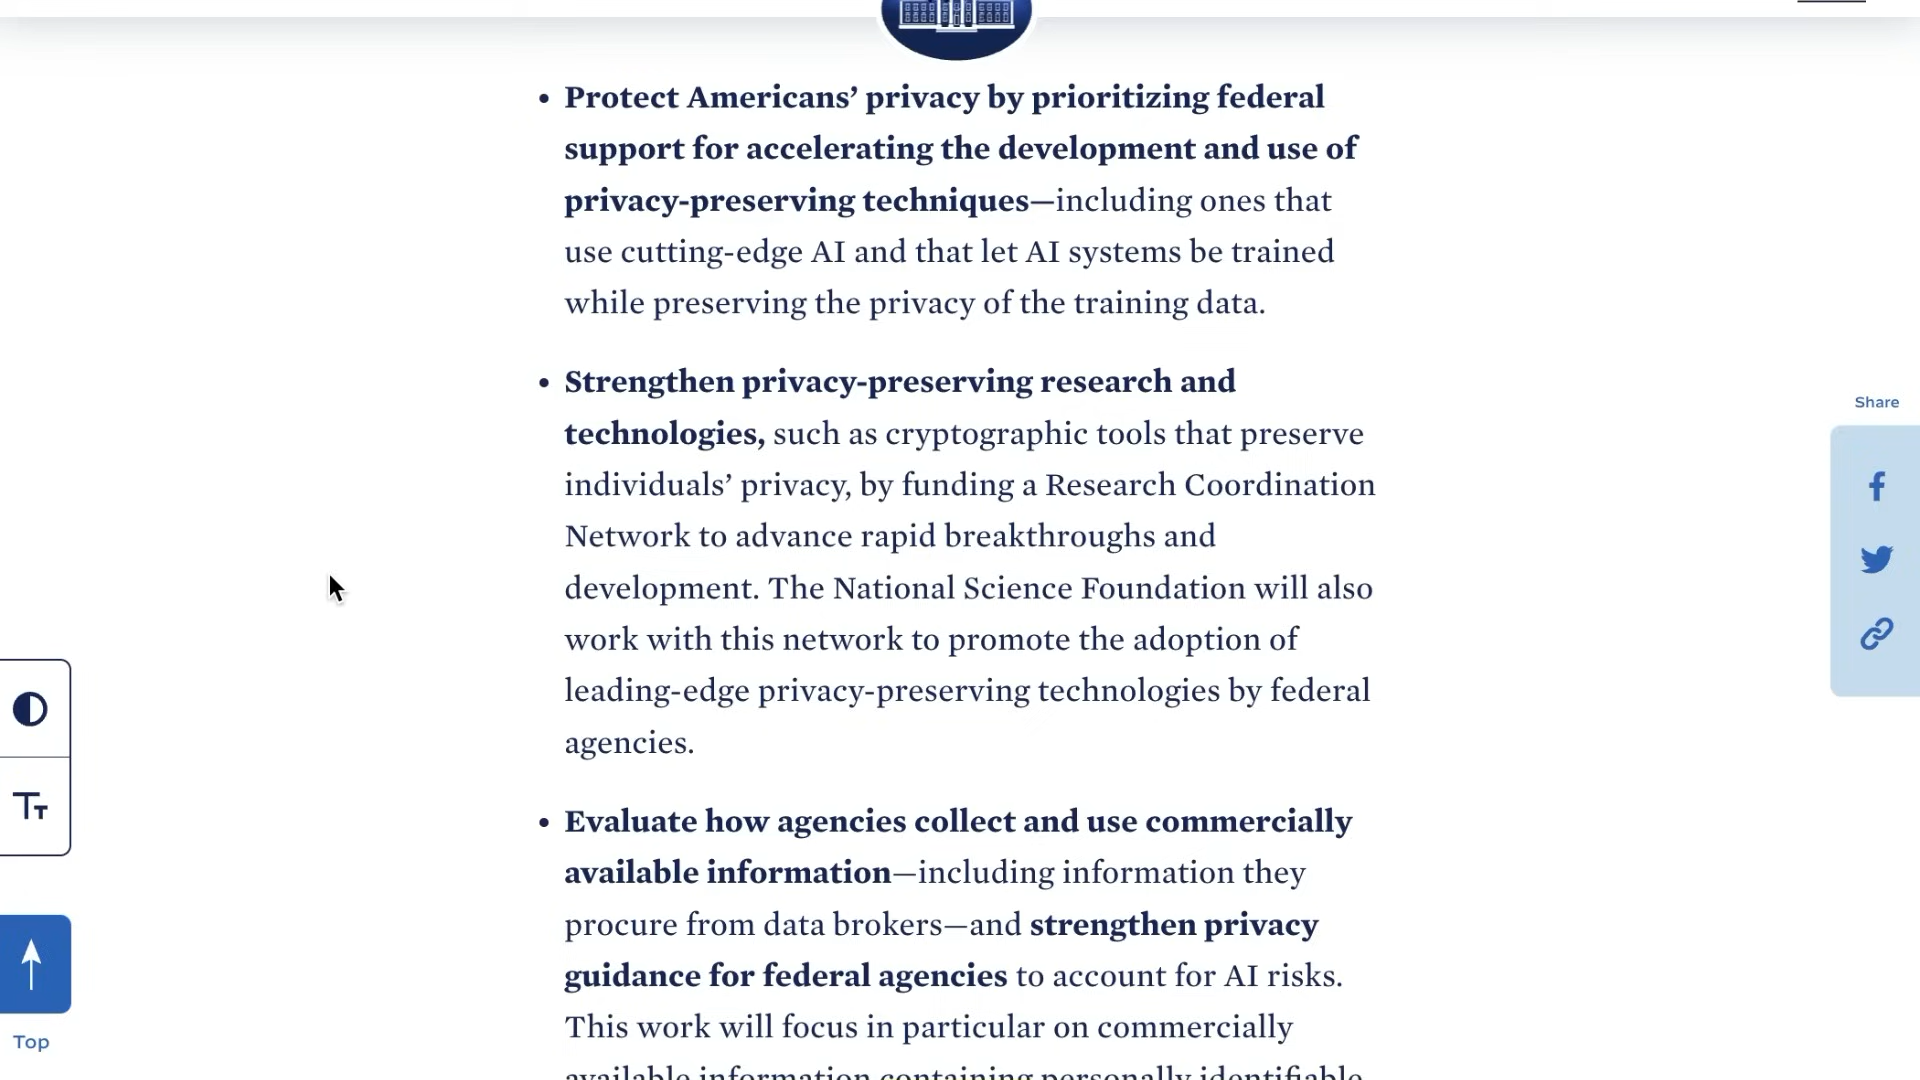 • Protect Americans’ privacy by prioritizing federal
support for accelerating the development and use of
privacy-preserving techniques—including ones that
use cutting-edge AI and that let AI systems be trained
while preserving the privacy of the training data.
• Strengthen privacy-preserving research and
technologies, such as cryptographic tools that preserve
individuals’ privacy, by funding a Research Coordination
Network to advance rapid breakthroughs and
development. The National Science Foundation will also
work with this network to promote the adoption of
leading-edge privacy-preserving technologies by federal
agencies.
• Evaluate how agencies collect and use commercially
available information—including information they
procure from data brokers—and strengthen privacy
guidance for federal agencies to account for AI risks.
This work will focus in particular on commercially
available information containing personally identifiable
Share
Tт
Top